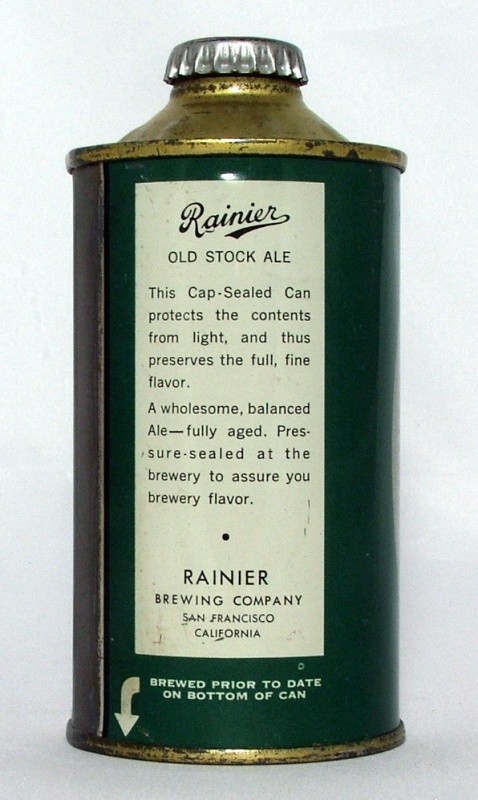 Rainier
OLD STOCK ALE
This Cap-Sealed Can
protects the contents
from light, and thus
preserves the full, fine
flavor.
A wholesome, balanced
Ale—fully aged. Pres-
sure-sealed at the
brewery to assure you
brewery flavor.
•
RAINIER
BREWING COMPANY
SAN FRANCISCO
CALIFORNIA
BREWED PRIOR TO DATE
ON BOTTOM OF CAN